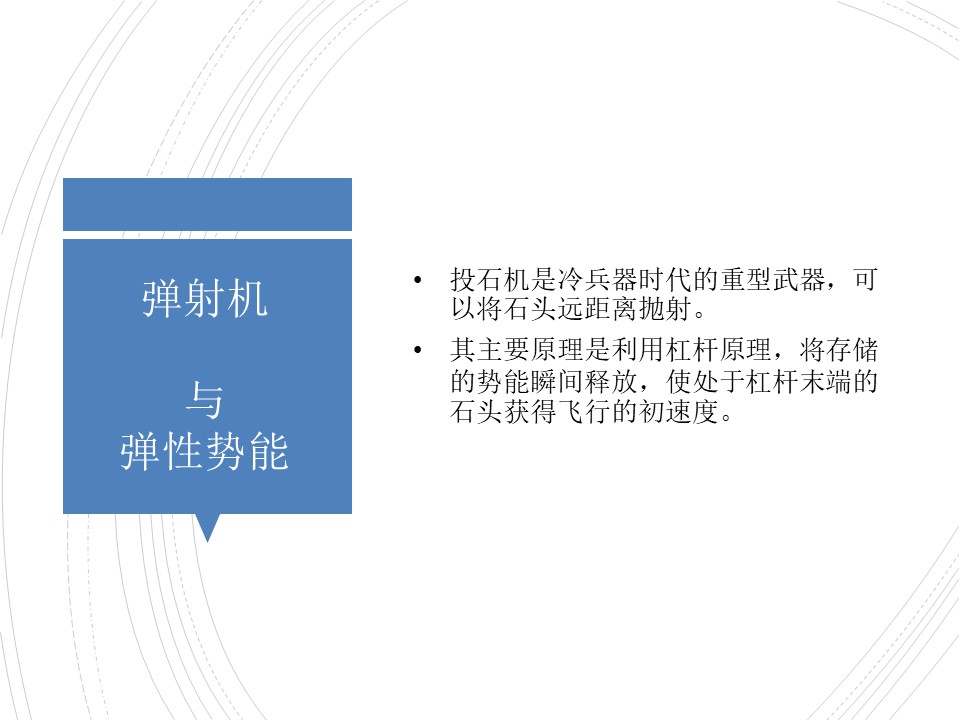 弹射机
与
弹性势能
• 投石机是冷兵器时代的重型武器，可
以将石头远距离抛射。
• 其主要原理是利用杠杆原理，将存储
的势能瞬间释放，使处于杠杆末端的
石头获得飞行的初速度。